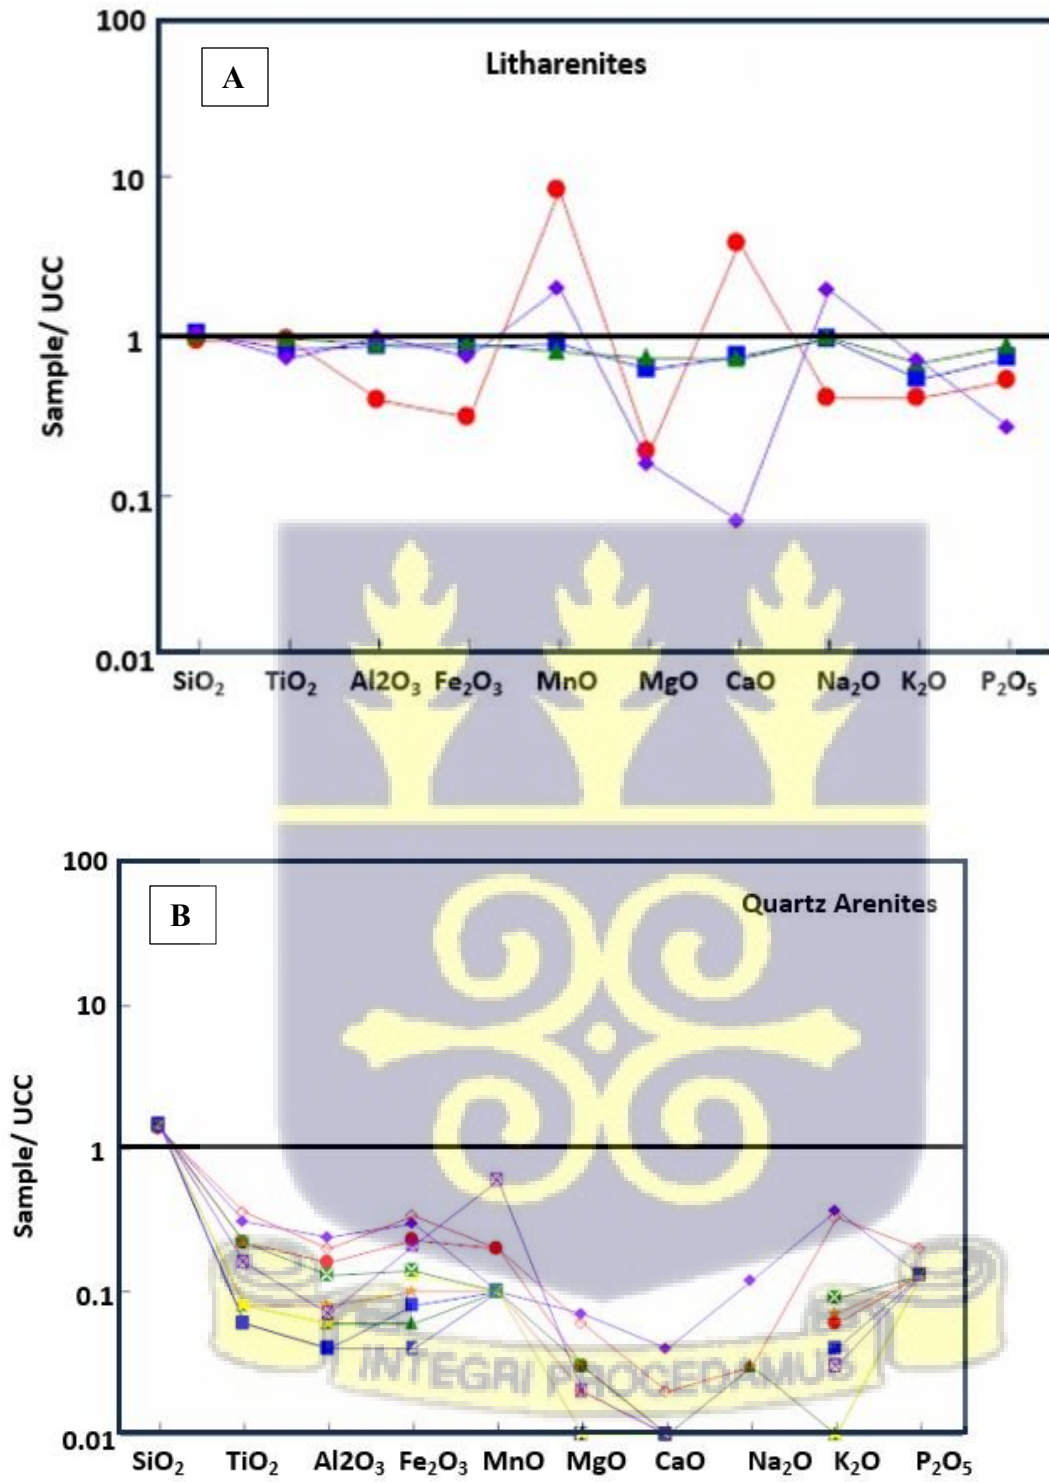 100
A
Litharenites
10
Sample/ UCC
1
0.1
0.01
SiO₂ TiO₂ Al2O₃ Fe₂O₃ MnO MgO CaO Na₂O K₂O P₂O₅
100
B
Quartz Arenites
10
Sample/ UCC
1
0.1
INTEGRI PROCEDAMUS
0.01
SiO₂ TiO₂ Al2O₃ Fe₂O₃ MnO MgO CaO Na₂O K₂O P₂O₅